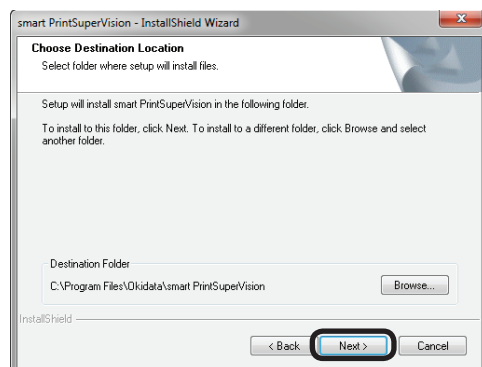 smart PrintSuperVision - InstallShield Wizard
Choose Destination Location
Select folder where setup will install files.
Setup will install smart PrintSuperVision in the following folder.
To install to this folder, click Next. To install to a different folder, click Browse and select
another folder.
Destination Folder
C:\Program Files\Okidata\smart PrintSuperVision
Browse...
InstallShield
< Back
Next >
Cancel